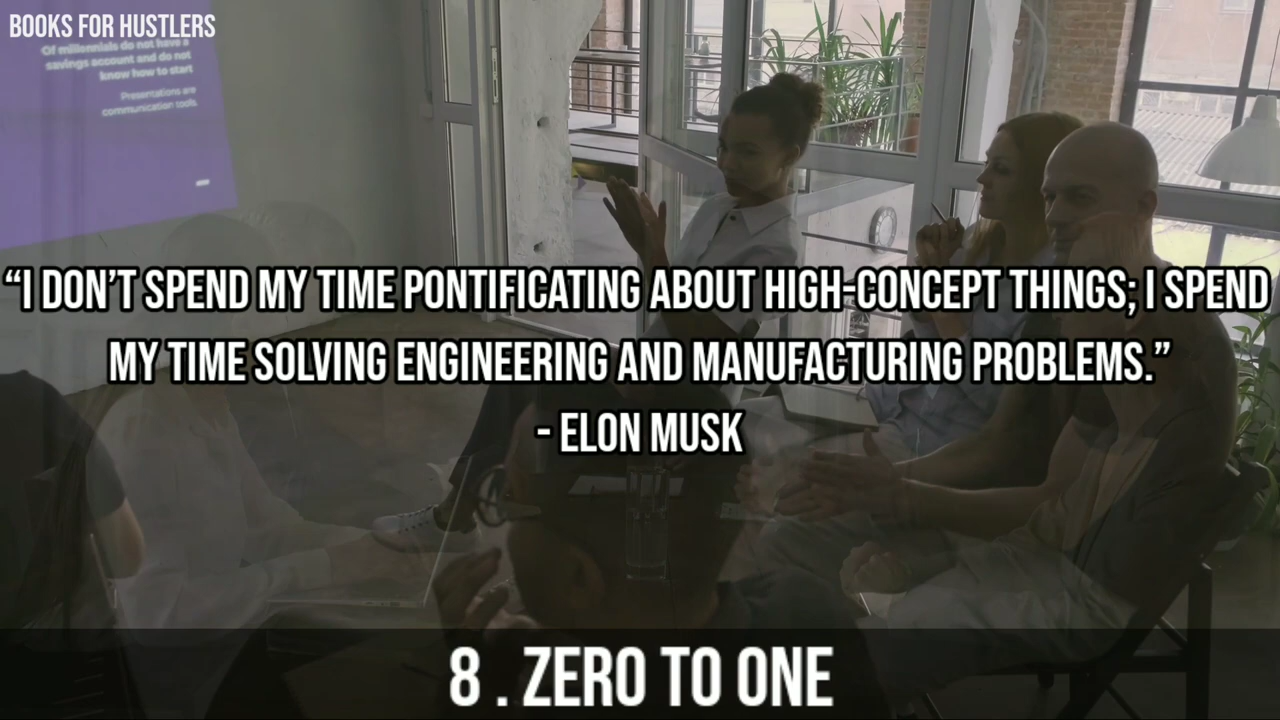 BOOKS FOR HUSTLERS
Of millennials do not have a
savings account and do not
know how to start
Presentations are
communication tools.
“I DON’T SPEND MY TIME PONTIFICATING ABOUT HIGH-CONCEPT THINGS; I SPEND
MY TIME SOLVING ENGINEERING AND MANUFACTURING PROBLEMS.”
- ELON MUSK
8 . ZERO TO ONE